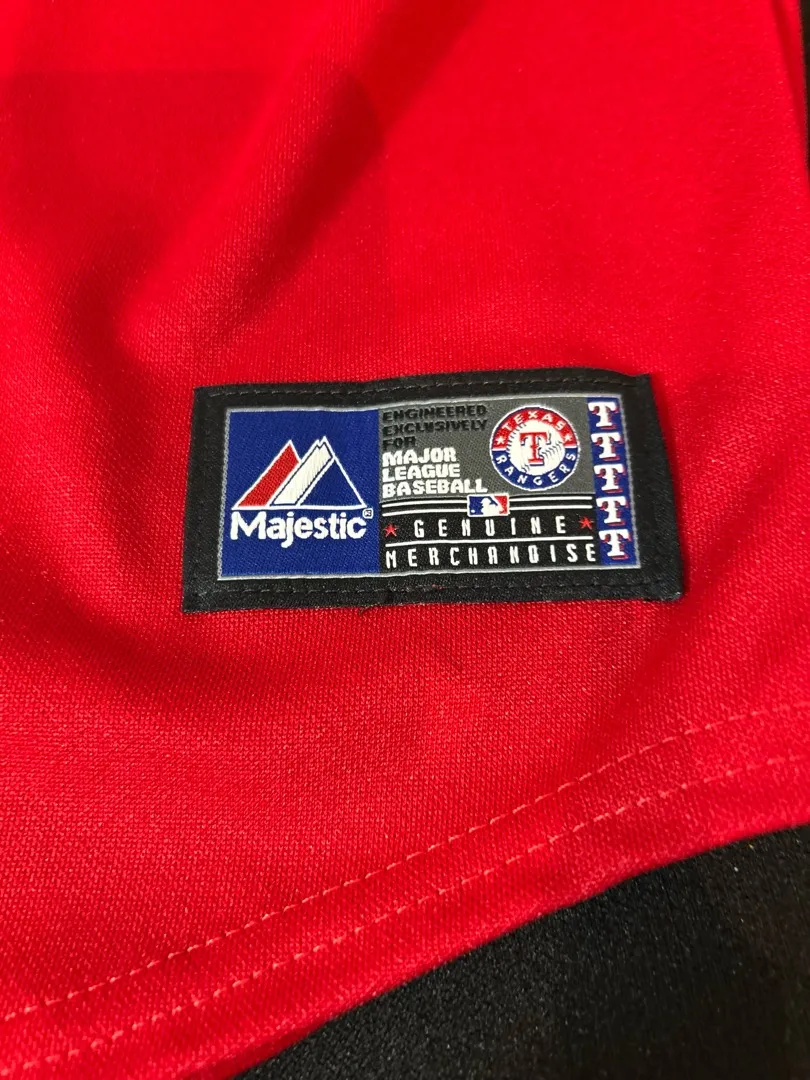 Majestic®
ENGINEERED
EXCLUSIVELY
FOR
MAJOR
LEAGUE
BASEBALL
TEXAS
T
RANGERS
GENUINE
MERCHANDISE
T
T
T
T
T